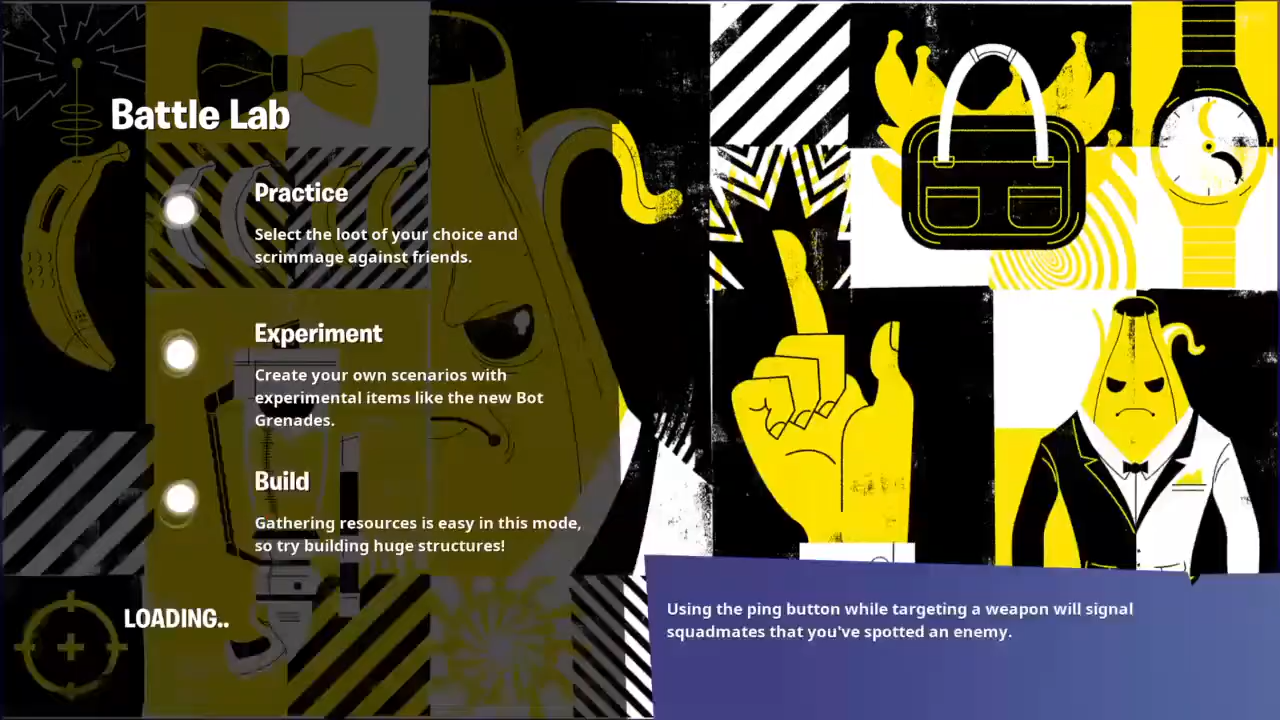 Battle Lab
Practice
Select the loot of your choice and
scrimmage against friends.
Experiment
Create your own scenarios with
experimental items like the new Bot
Grenades.
Build
Gathering resources is easy in this mode,
so try building huge structures!
LOADING..
Using the ping button while targeting a weapon will signal
squadmates that you've spotted an enemy.